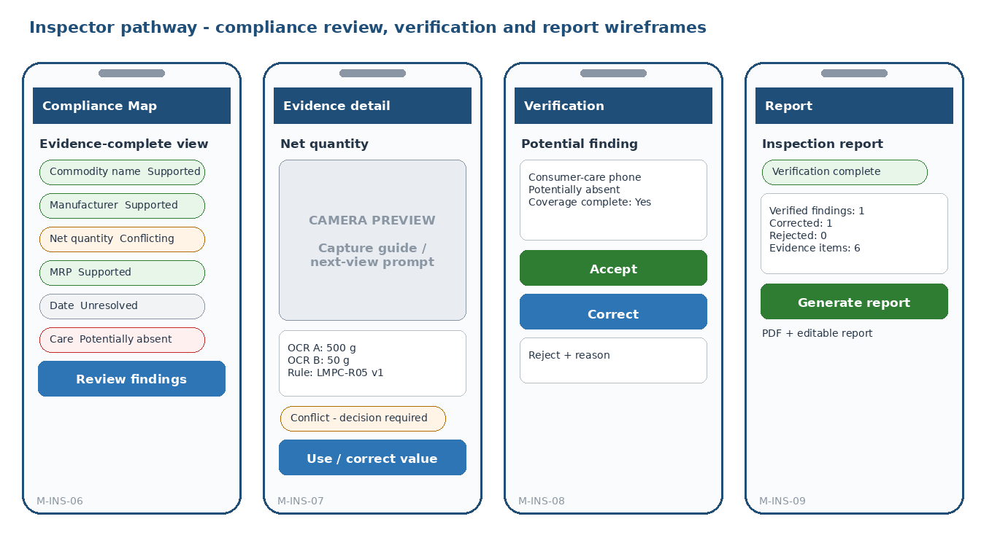 Inspector pathway - compliance review, verification and report wireframes
Compliance Map
Evidence-complete view
Commodity name  Supported
Manufacturer  Supported
Net quantity  Conflicting
MRP  Supported
Date  Unresolved
Care  Potentially absent
Review findings
M-INS-06
Evidence detail
Net quantity
CAMERA PREVIEW
Capture guide /
next-view prompt
OCR A: 500 g
OCR B: 50 g
Rule: LMPC-R05 v1
Conflict - decision required
Use / correct value
M-INS-07
Verification
Potential finding
Consumer-care phone
Potentially absent
Coverage complete: Yes
Accept
Correct
Reject + reason
M-INS-08
Report
Inspection report
Verification complete
Verified findings: 1
Corrected: 1
Rejected: 0
Evidence items: 6
Generate report
PDF + editable report
M-INS-09